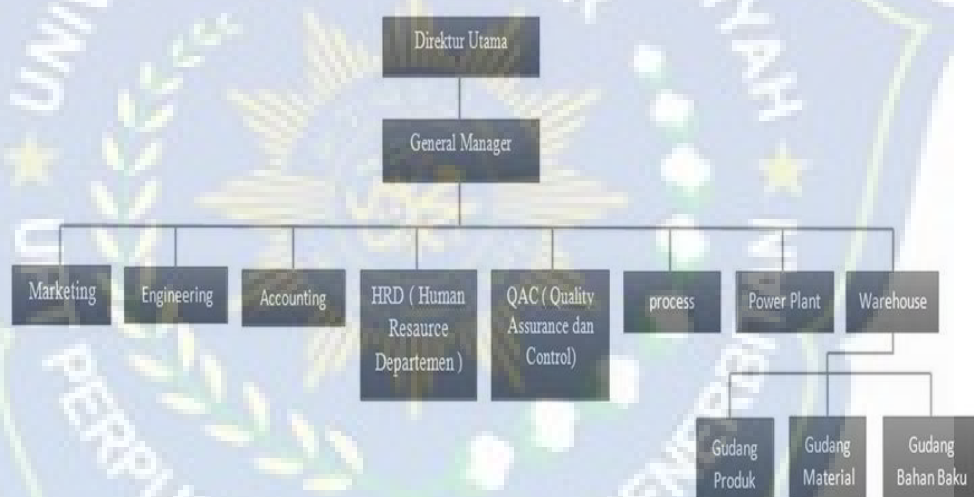 Direktur Utama
General Manager
Marketing
Engineering
Accounting
HRD ( Human
Resaurce
Departemen )
QAC ( Quality
Assurance dan
Control)
process
Power Plant
Warehouse
Gudang
Produk
Gudang
Material
Gudang
Bahan Baku